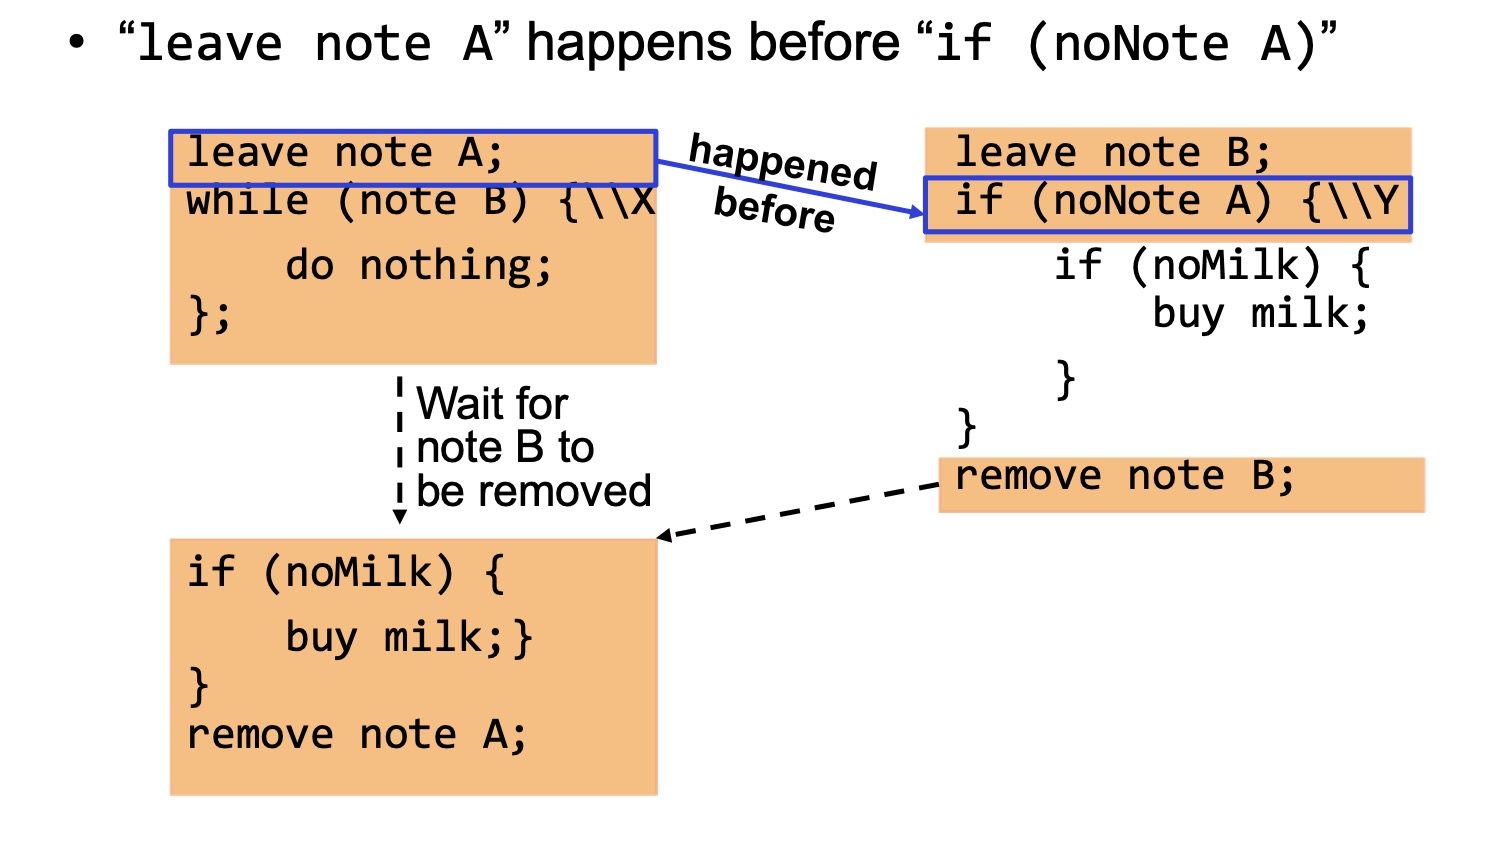 • “leave note A” happens before “if (noNote A)”
leave note A;
while (note B) {\\X
do nothing;
};
happened
before
leave note B;
if (noNote A) {\\Y
if (noMilk) {
buy milk;
}
}
remove note B;
Wait for
note B to
be removed
if (noMilk) {
buy milk;}
}
remove note A;